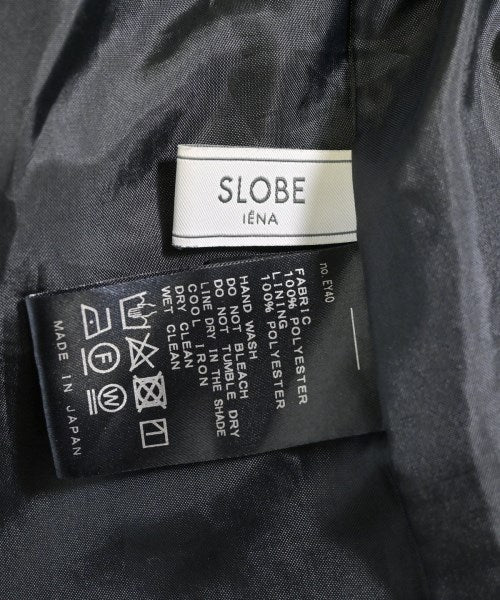 SLOBE
IÉNA
no. EY40
FABRIC
100% POLYESTER
LINING
100% POLYESTER
HAND WASH
DO NOT BLEACH
DO NOT TUMBLE DRY
LINE DRY IN THE SHADE
COOL IRON
DRY CLEAN
WET CLEAN
F
W
MADE IN JAPAN